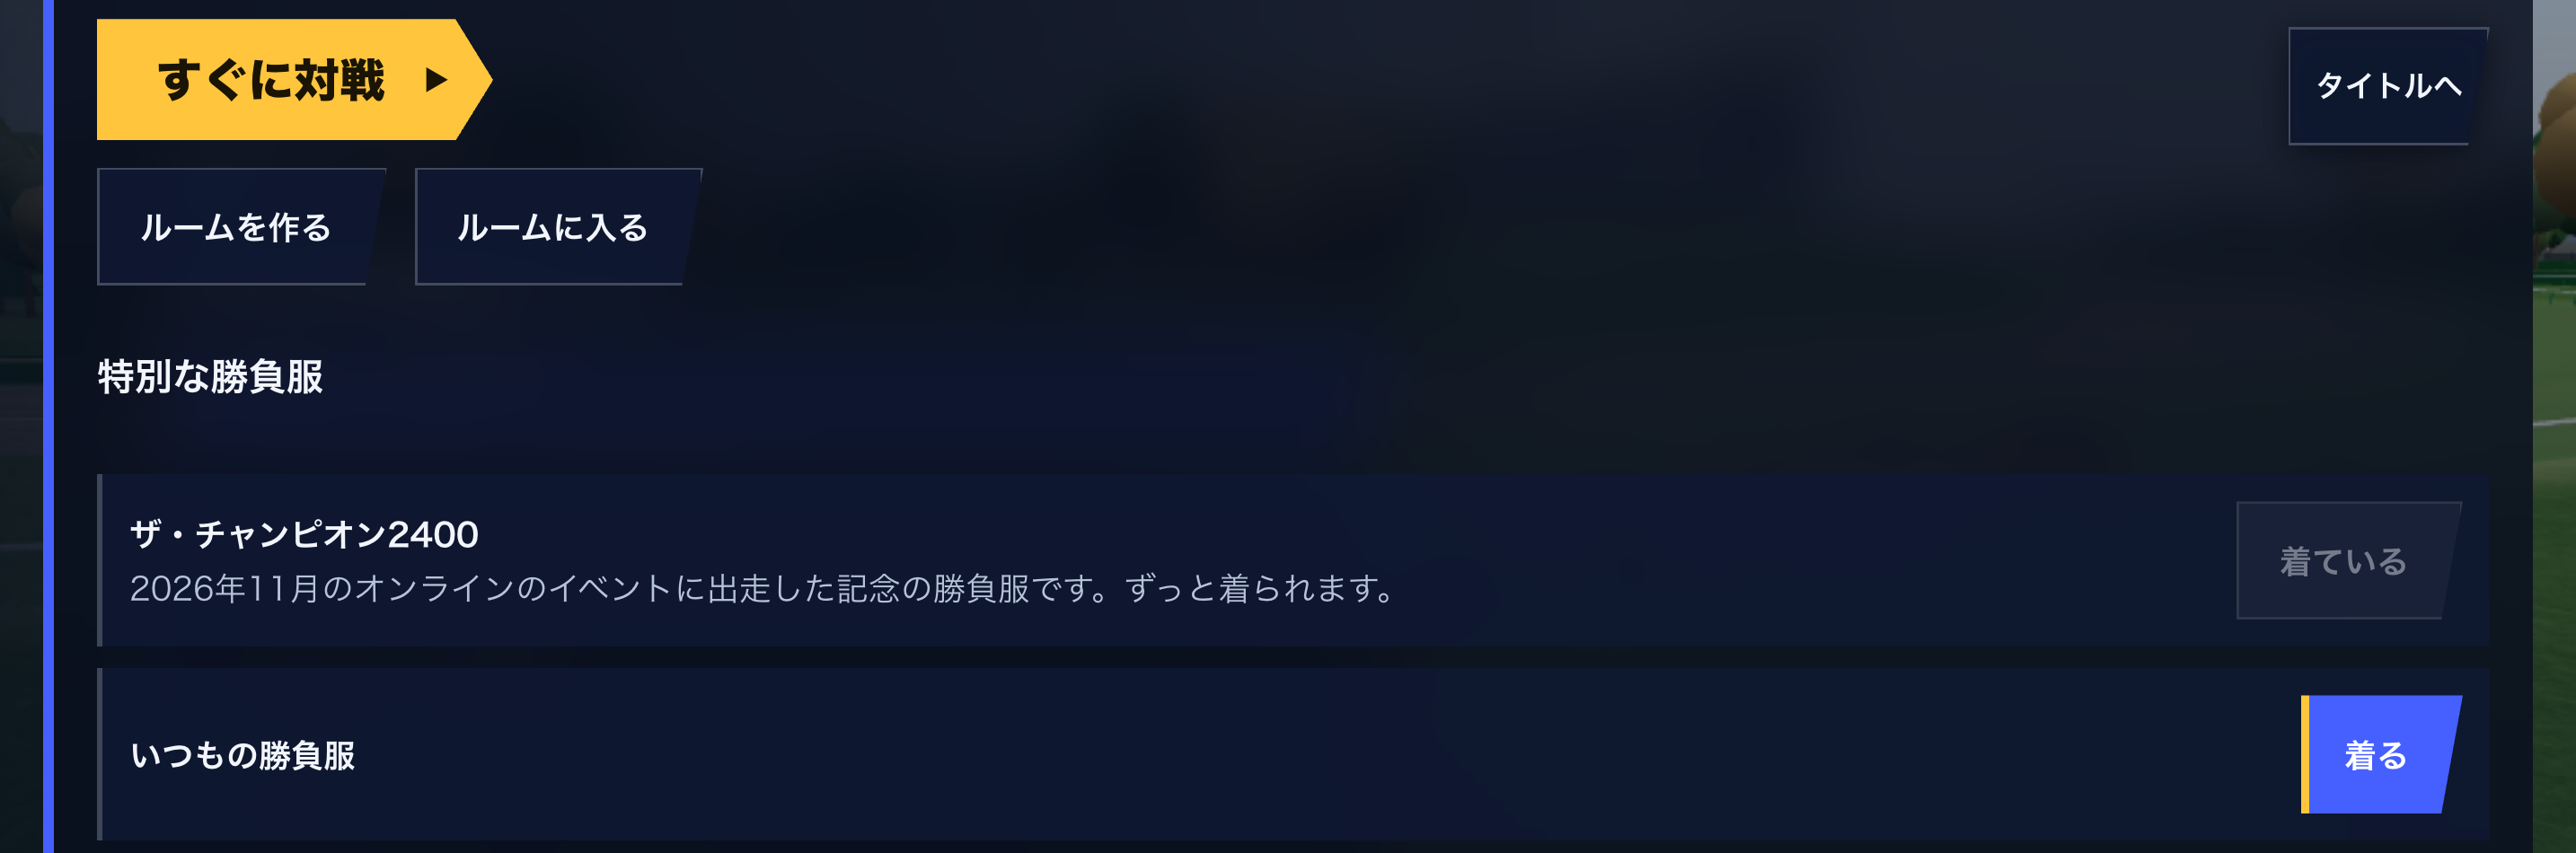 すぐに対戦 ▶
タイトルへ
ルームを作る
ルームに入る
特別な勝負服
ザ・チャンピオン2400
2026年11月のオンラインのイベントに出走した記念の勝負服です。ずっと着られます。
着ている
いつもの勝負服
着る